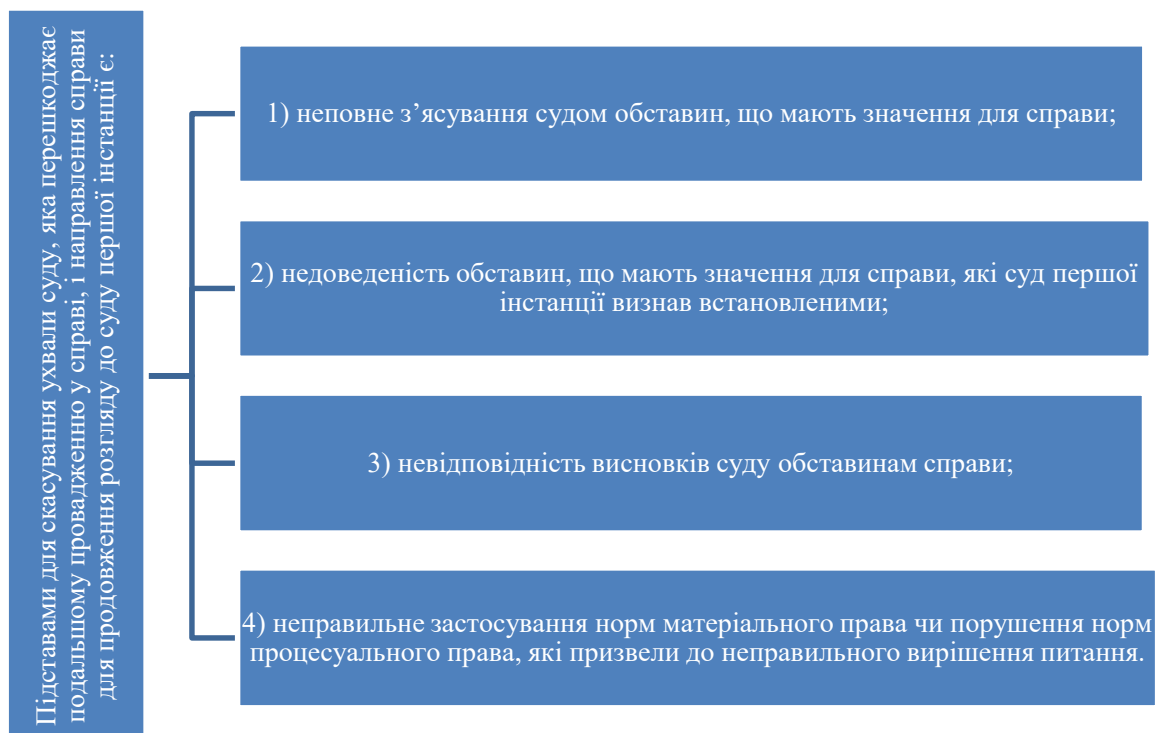 Підставами для скасування ухвали суду, яка перешкоджає
подальшому провадженню у справі, і направлення справи
для продовження розгляду до суду першої інстанції є:
1) неповне з’ясування судом обставин, що мають значення для справи;
2) недоведеність обставин, що мають значення для справи, які суд першої
інстанції визнав встановленими;
3) невідповідність висновків суду обставинам справи;
4) неправильне застосування норм матеріального права чи порушення норм
процесуального права, які призвели до неправильного вирішення питання.